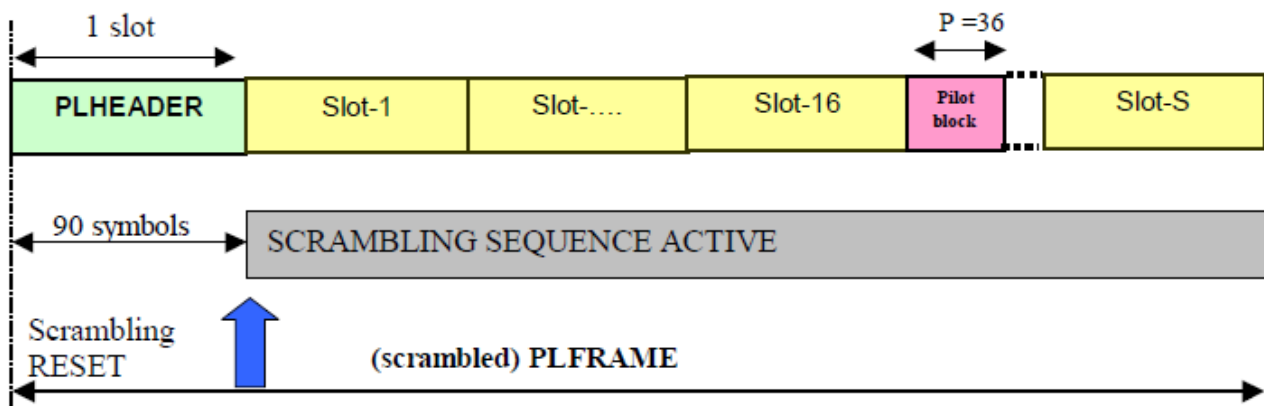 1 slot
P =36
PLHEADER
Slot-1
Slot-....
Slot-16
Pilot
block
Slot-S
90 symbols
SCRAMBLING SEQUENCE ACTIVE
Scrambling
RESET
(scrambled) PLFRAME